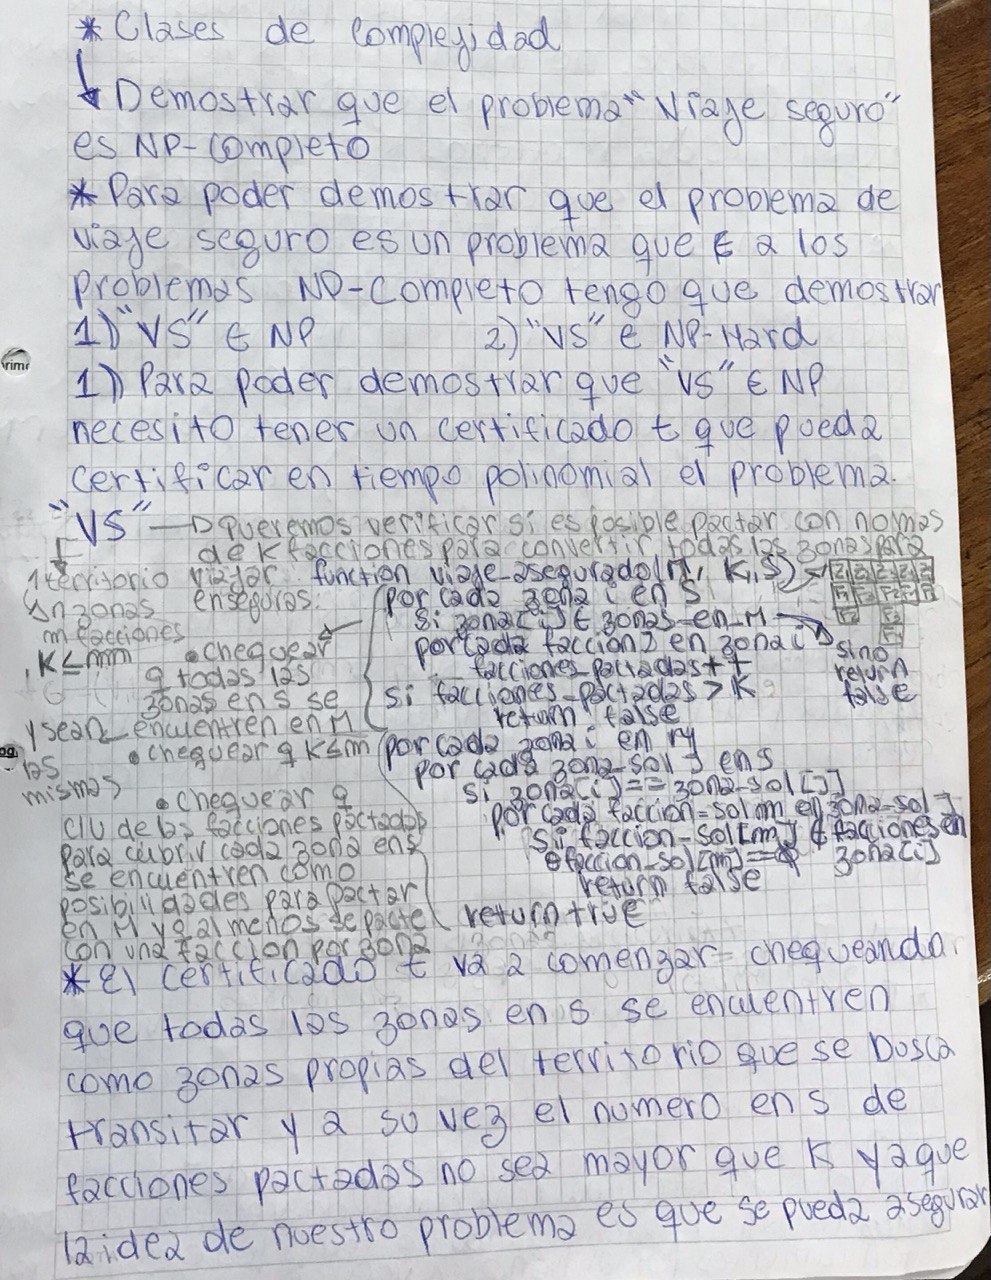 * Clases de complejidad
Demostrar que el problema "Viaje seguro"
es NP-completo
* Para poder demostrar que el problema de
viaje seguro es un problema que ∈ a los
problemas NP-Completo tengo que demostrar
1) "VS" ∈ NP 2) "VS" ∈ NP-Hard
1) Para poder demostrar que "VS" ∈ NP
necesito tener un certificado t que pueda
certificar en tiempo polinomial el problema.
"VS" → queremos verificar si es posible pactar con no mas
de K facciones para convertir todas las zonas para
viajar en seguras.
1 territorio
n zonas
m facciones
K ≤ m
• chequear
q todas las
zonas en s se
encuentren en M
y sean
las
mismas
• chequear q K≤m
• chequear q
c/u de las facciones pactadas
para cubrir cada zona en s
se encuentren como
posibilidades para pactar
en M y q al menos se pacte
con una faccion por zona
function viaje-asegurado(M, K, S)
por cada zona i en s
si zona[i] ∈ zonas-en-M
sino
return
false
por cada faccion J en zona i
facciones-pactadas++
si facciones-pactadas > K
return false
por cada zona i en M
por cada zona-sol J en s
si zona[i] == zona-sol[J]
por cada faccion-sol m en zona-sol J
si faccion-sol[m] ∉ facciones en
zona[i]
faccion-sol[m] == ∅
return false
return true
* El certificado t va a comenzar chequeando
que todas las zonas en s se encuentren
como zonas propias del territorio que se busca
transitar y a su vez el numero en s de
facciones pactadas no sea mayor que K ya que
la idea de nuestro problema es que se pueda asegurar